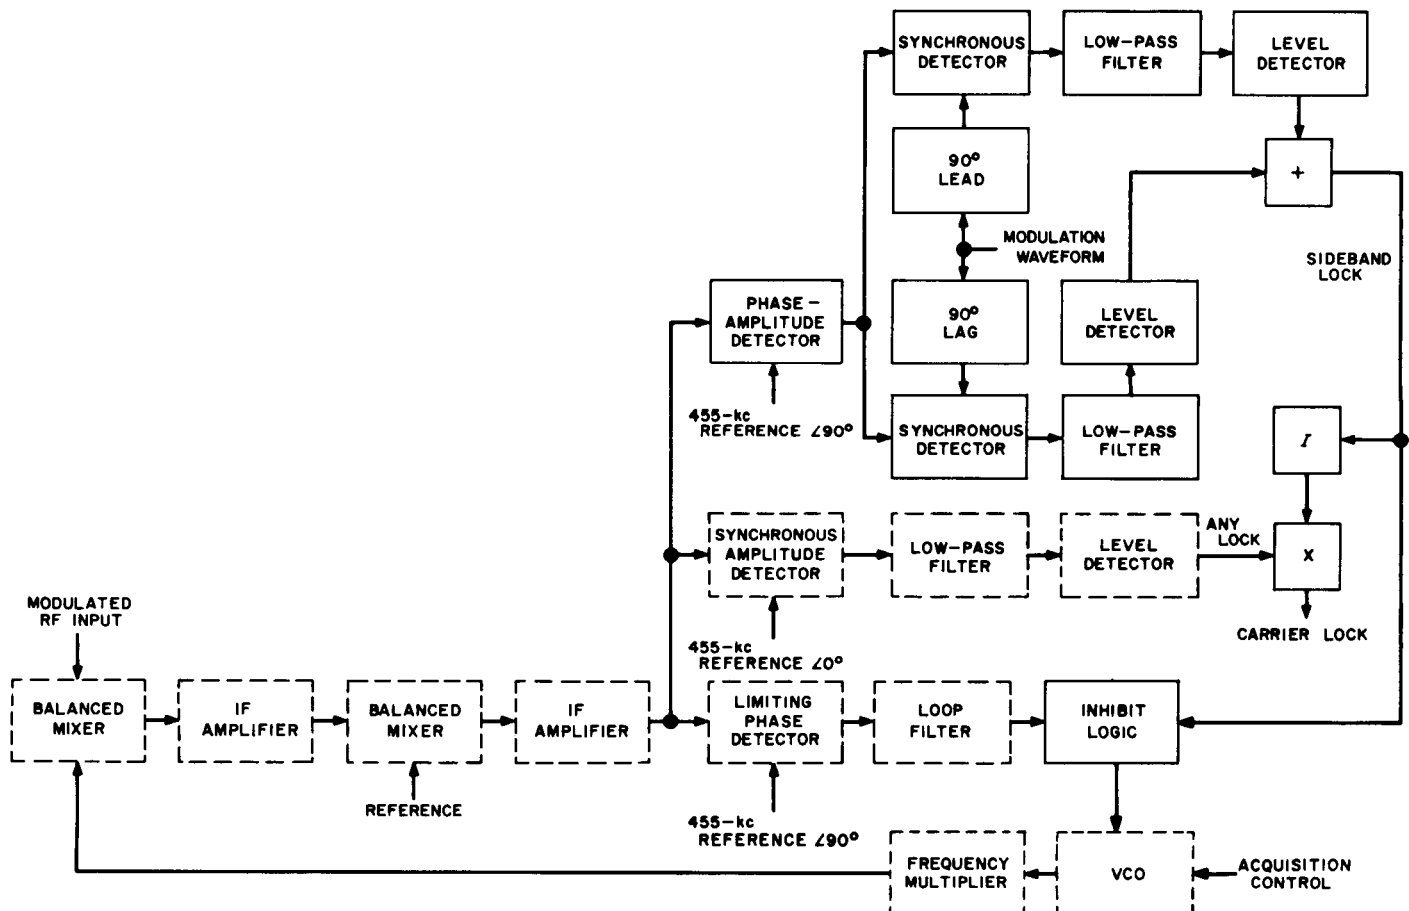 SYNCHRONOUS
DETECTOR
LOW-PASS
FILTER
LEVEL
DETECTOR
90°
LEAD
+
MODULATION
WAVEFORM
SIDEBAND
LOCK
PHASE-
AMPLITUDE
DETECTOR
90°
LAG
LEVEL
DETECTOR
455-kc
REFERENCE ∠90°
SYNCHRONOUS
DETECTOR
LOW-PASS
FILTER
I
SYNCHRONOUS
AMPLITUDE
DETECTOR
LOW-PASS
FILTER
LEVEL
DETECTOR
ANY
LOCK
X
MODULATED
RF INPUT
455-kc
REFERENCE ∠0°
CARRIER LOCK
BALANCED
MIXER
IF
AMPLIFIER
BALANCED
MIXER
IF
AMPLIFIER
LIMITING
PHASE
DETECTOR
LOOP
FILTER
INHIBIT
LOGIC
REFERENCE
455-kc
REFERENCE ∠90°
FREQUENCY
MULTIPLIER
VCO
ACQUISITION
CONTROL